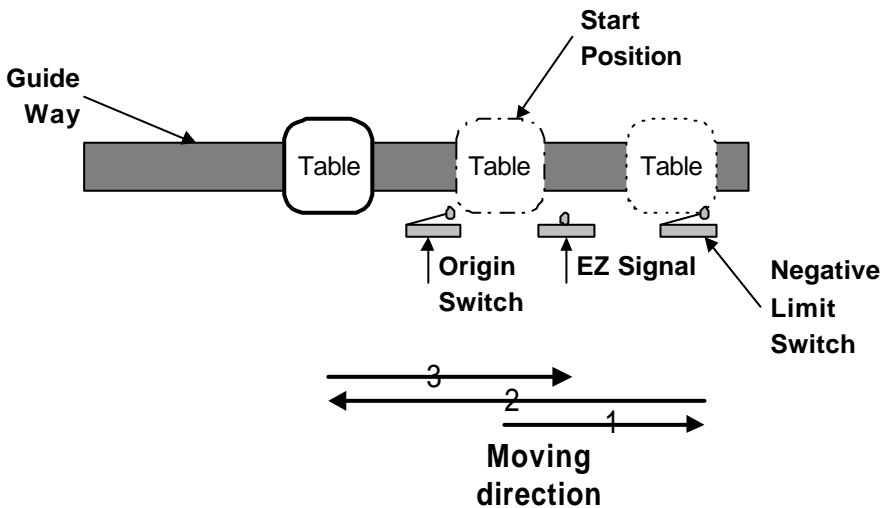 Start
Position
Guide
Way
Table
Table
Table
Origin
Switch
EZ Signal
Negative
Limit
Switch
3
2
1
Moving
direction